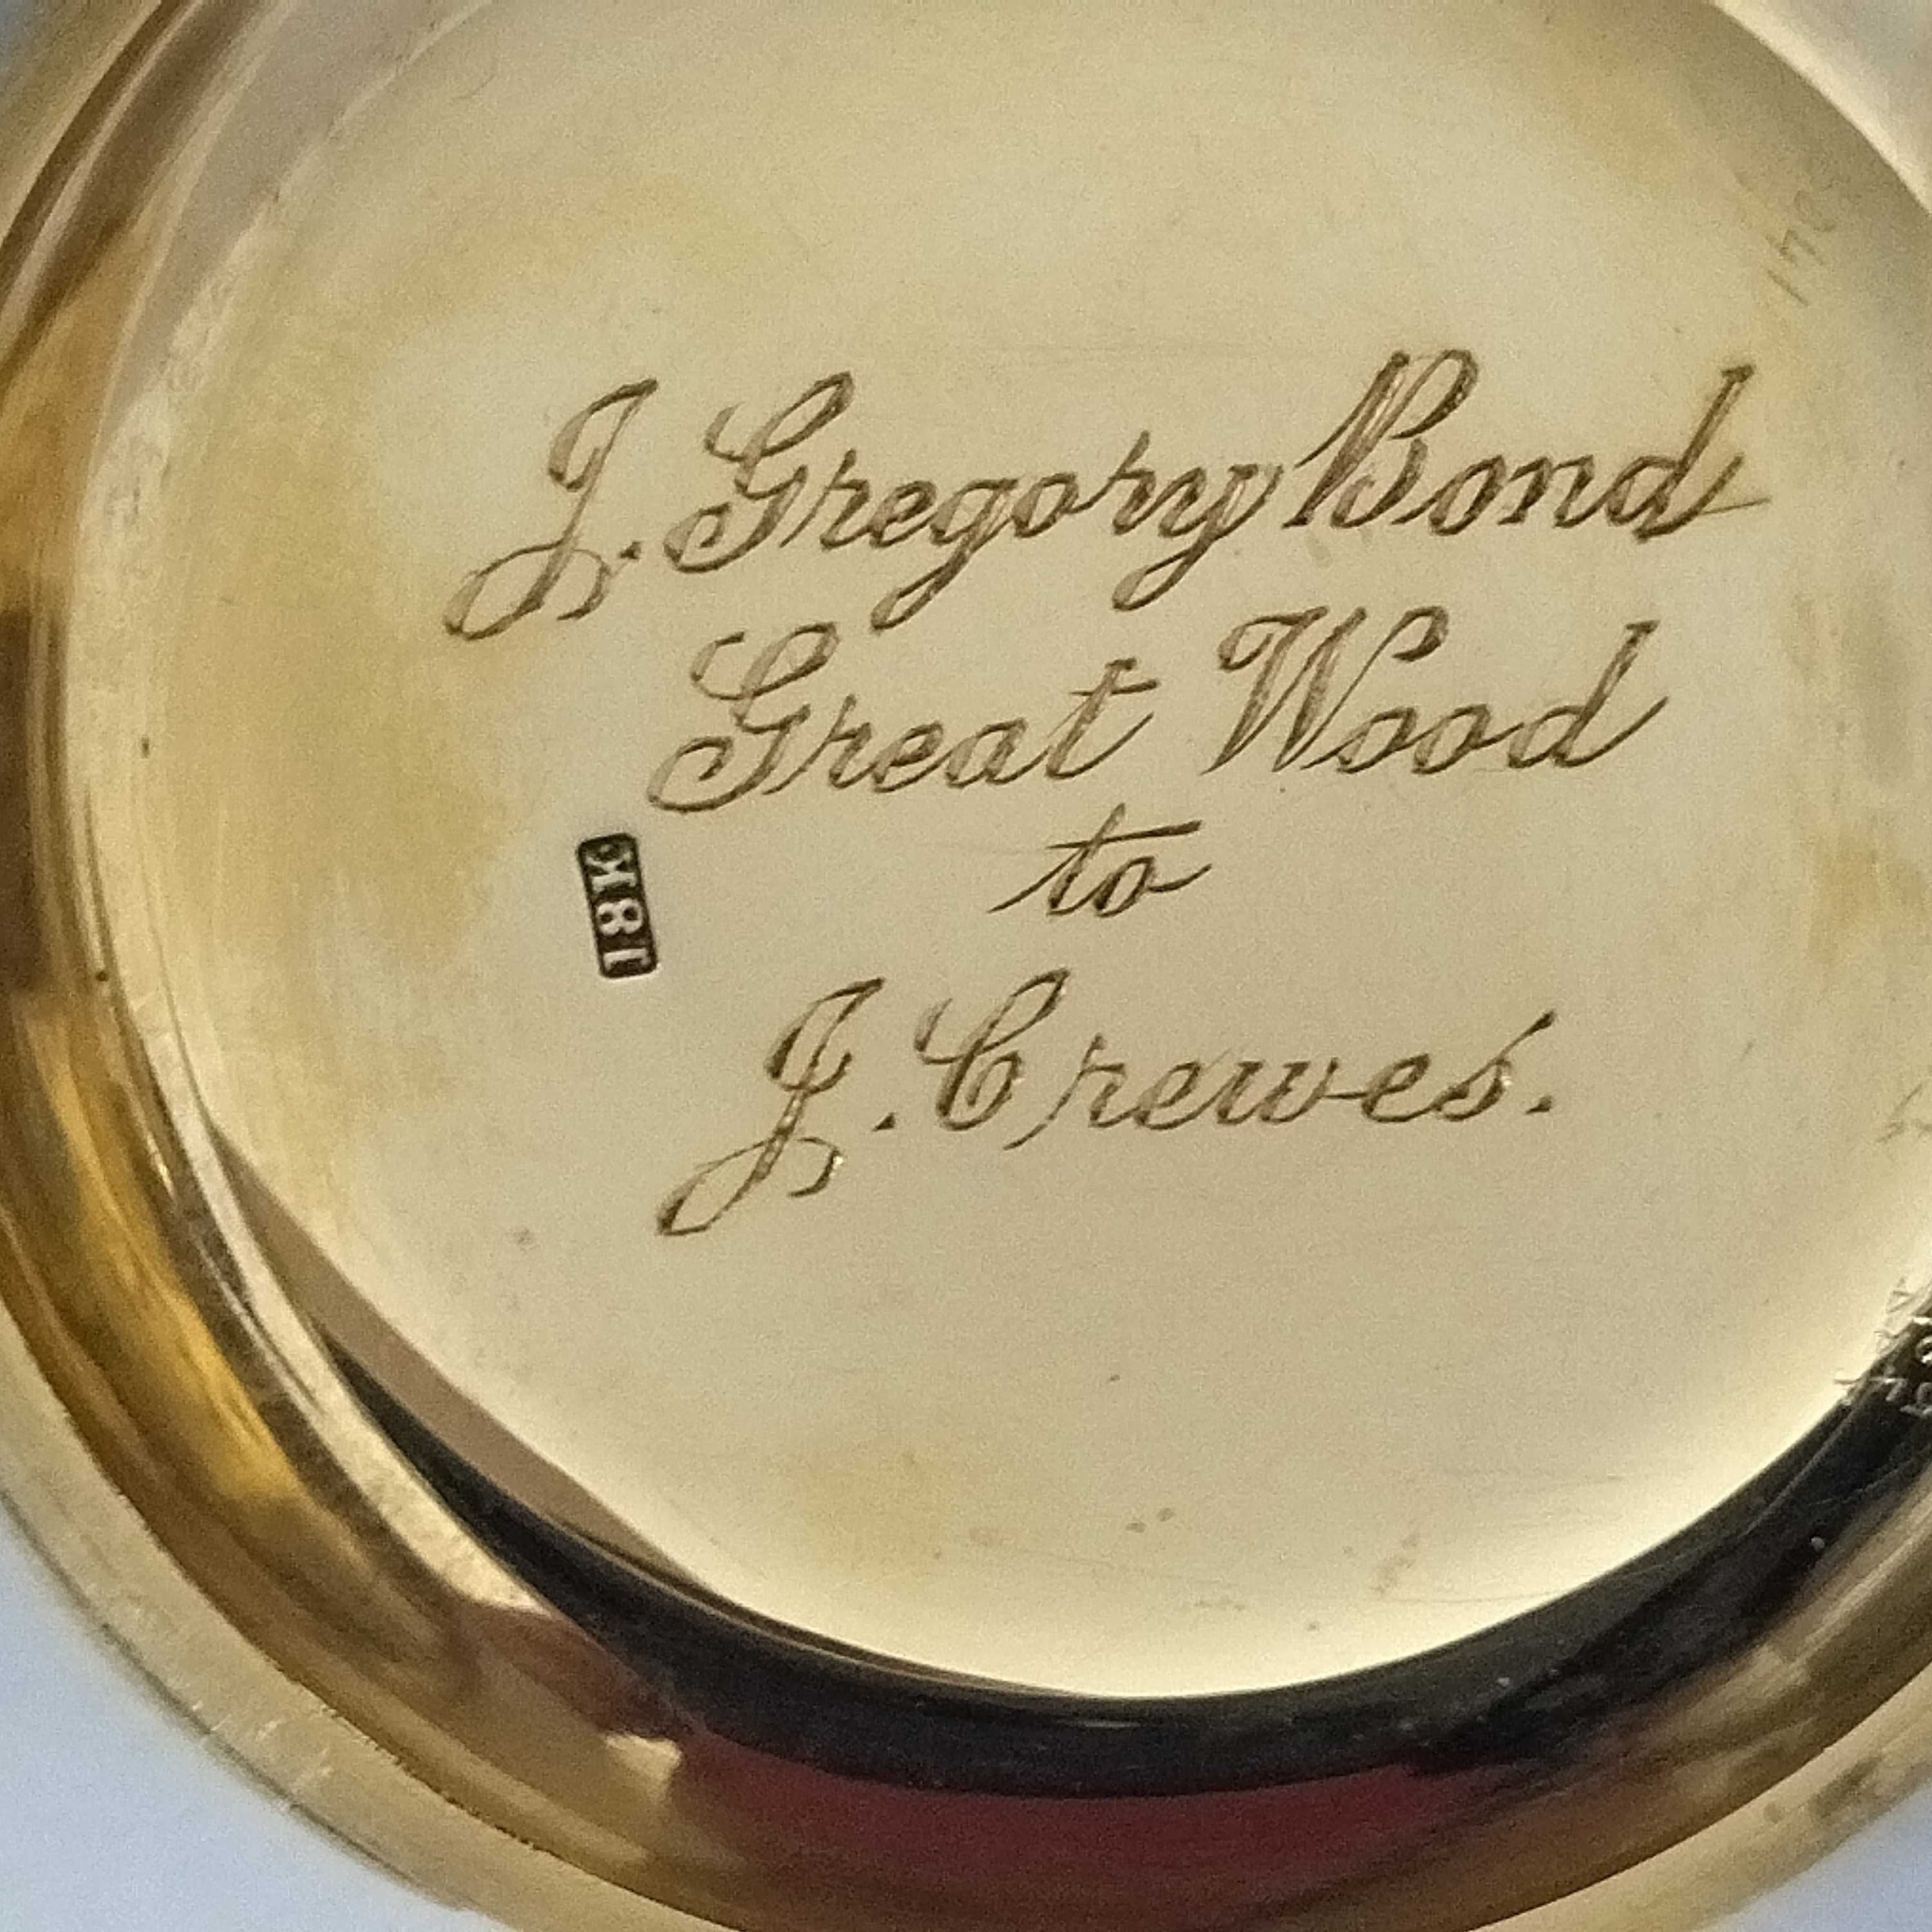 J. Gregory Bond
Great Wood
to
J. Crewes.
18K